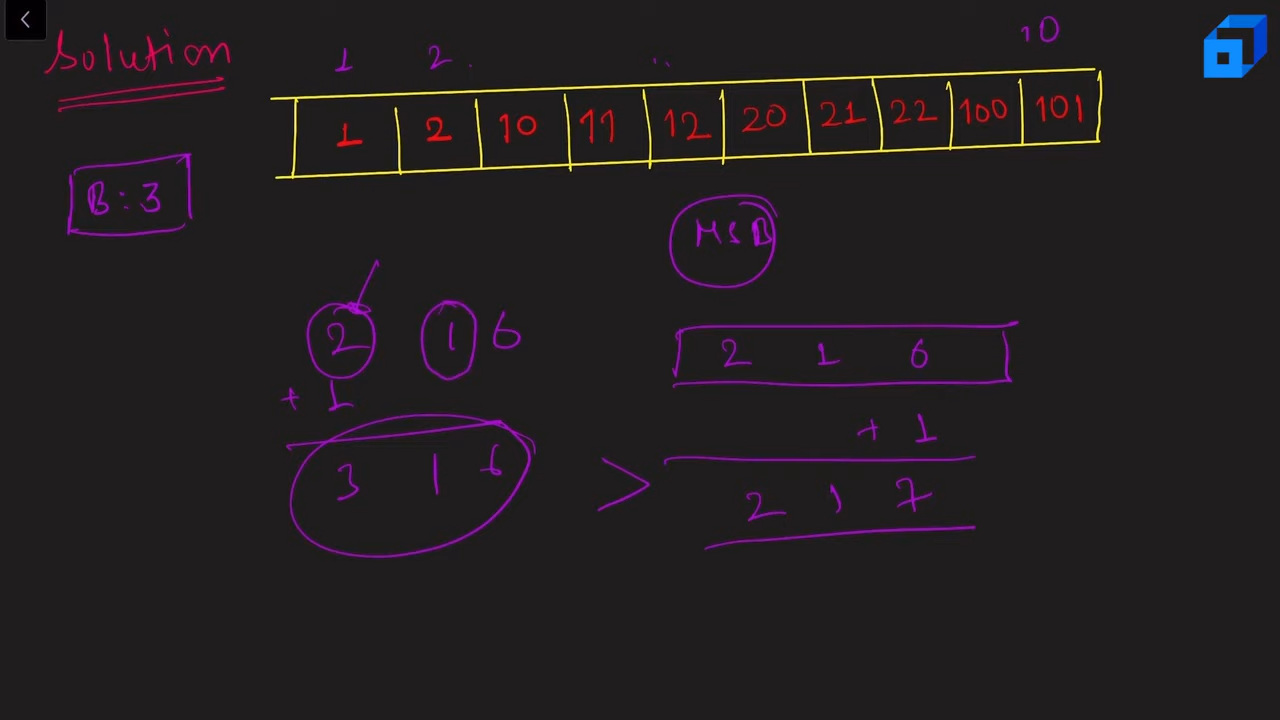 Solution
1 2 . .. 10
1 2 10 11 12 20 21 22 100 101
B : 3
MSB
2 1 6
+ 1
3 1 6
>
2 1 6
+ 1
2 1 7